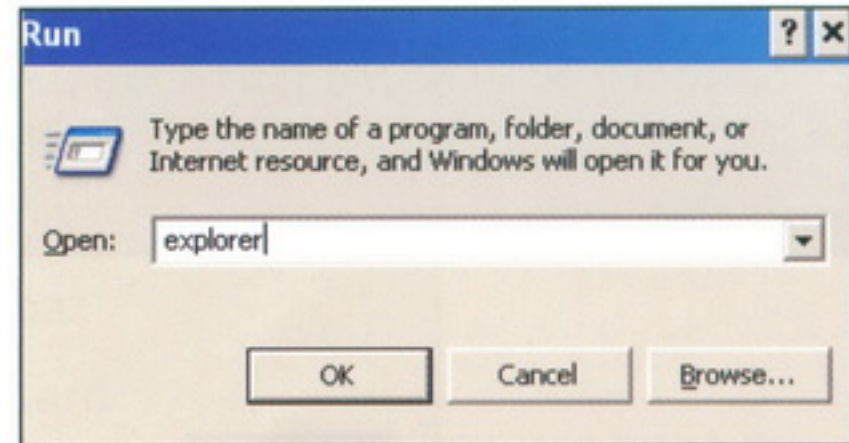 Run
Type the name of a program, folder, document, or
Internet resource, and Windows will open it for you.
Open: explorer
OK Cancel Browse...